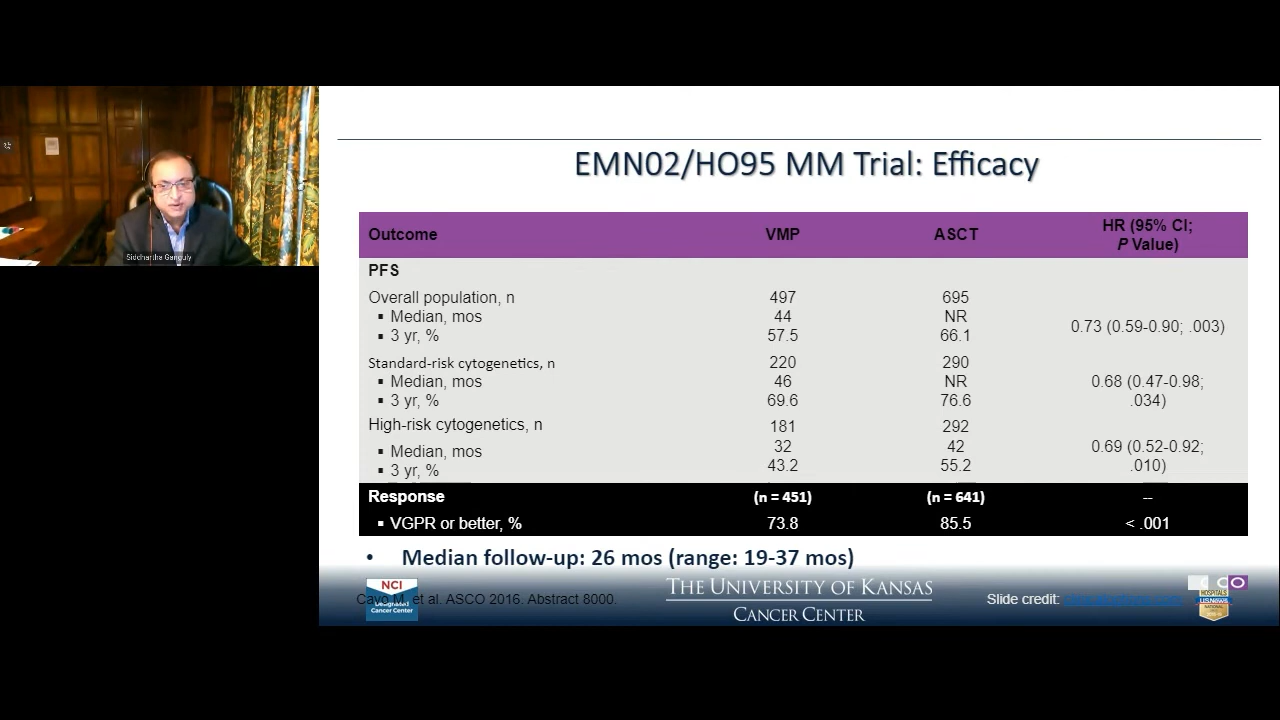 Siddhartha Ganguly
EMN02/HO95 MM Trial: Efficacy
Outcome VMP ASCT HR (95% CI; P Value)
PFS
Overall population, n 497 695
▪ Median, mos 44 NR
▪ 3 yr, % 57.5 66.1
0.73 (0.59-0.90; .003)
Standard-risk cytogenetics, n 220 290
▪ Median, mos 46 NR
▪ 3 yr, % 69.6 76.6
0.68 (0.47-0.98; .034)
High-risk cytogenetics, n 181 292
▪ Median, mos 32 42
▪ 3 yr, % 43.2 55.2
0.69 (0.52-0.92; .010)
Response (n = 451) (n = 641) --
▪ VGPR or better, % 73.8 85.5 < .001
• Median follow-up: 26 mos (range: 19-37 mos)
NCI
Designated
Cancer Center
Cavo M, et al. ASCO 2016. Abstract 8000.
THE UNIVERSITY OF KANSAS
CANCER CENTER
Slide credit:
HOSPITALS
USNEWS
NATIONAL